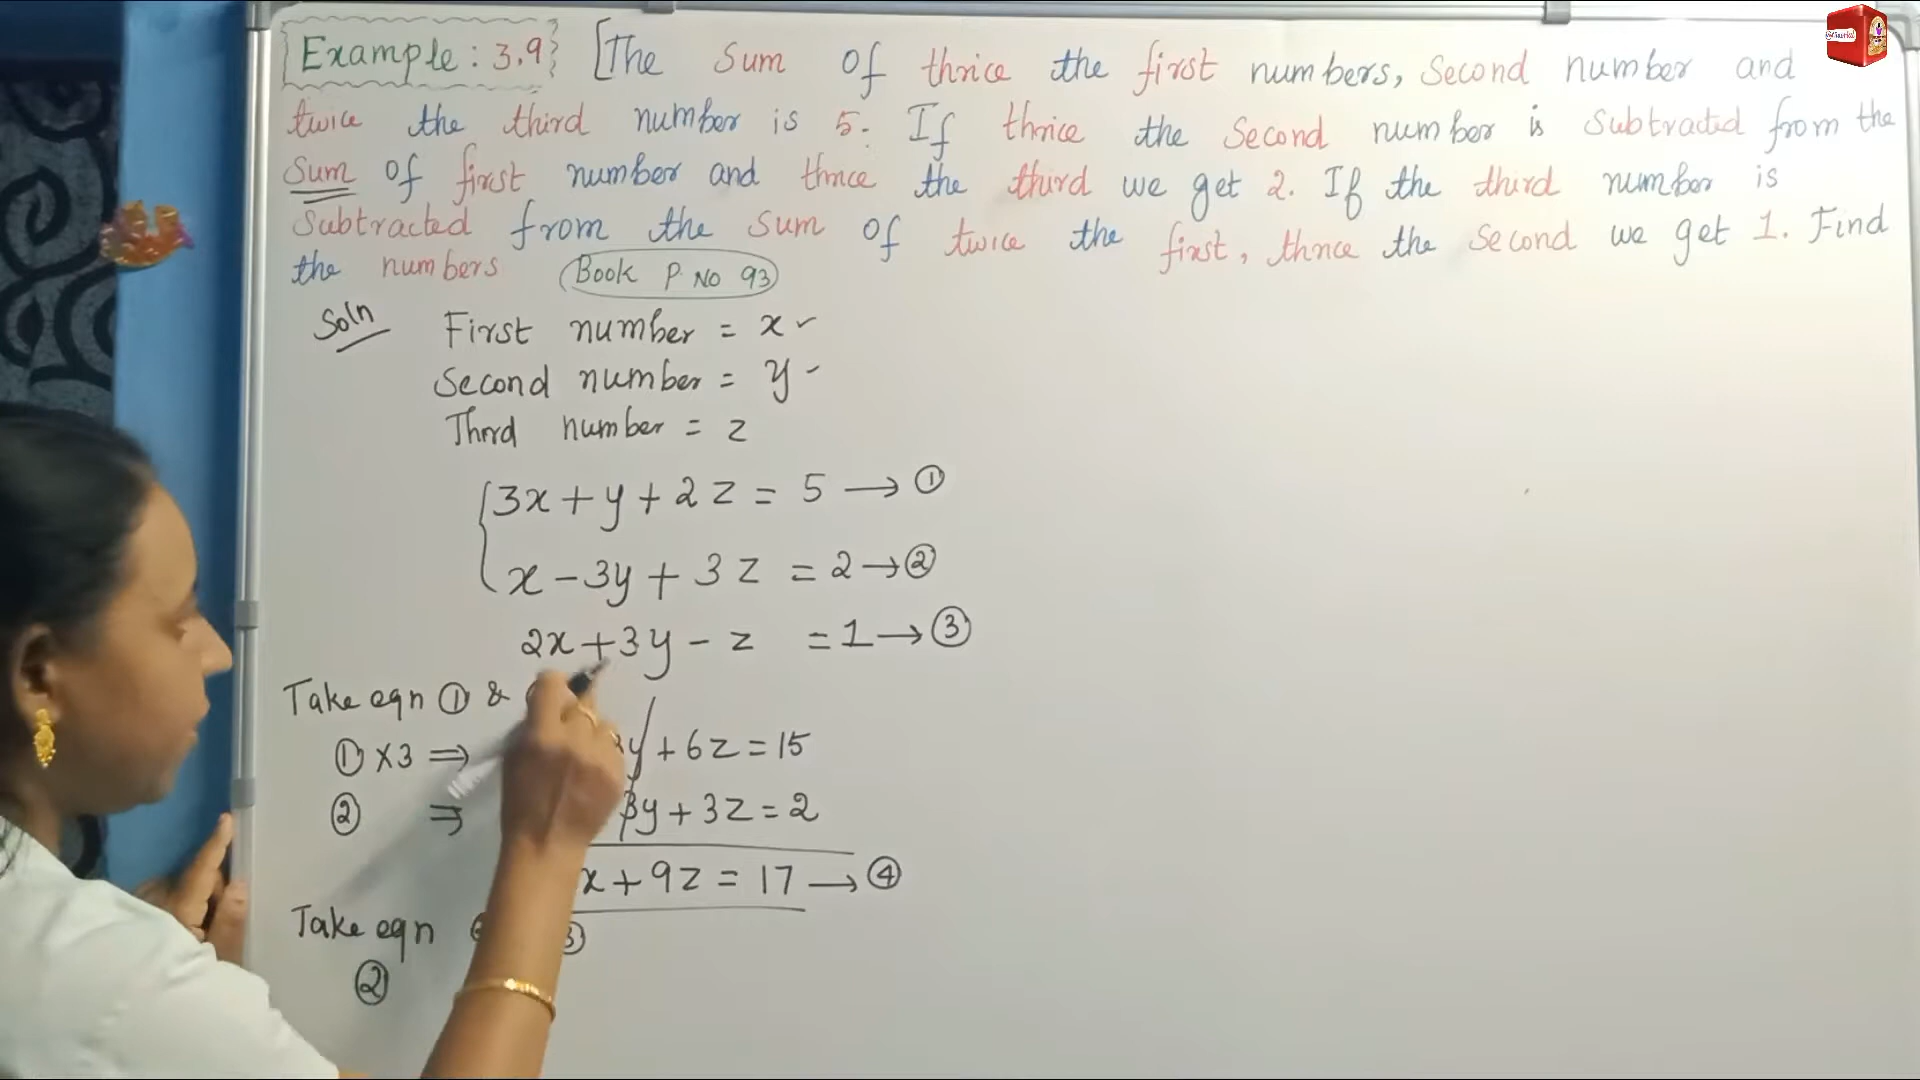 Example: 3.9 [The Sum of thrice the first numbers, Second number and
twice the third number is 5. If thrice the Second number is Subtracted from the
Sum of first number and thrice the third we get 2. If the third number is
Subtracted from the Sum of twice the first, thrice the Second we get 1. Find
the numbers Book P. No 93
Soln First number = x
Second number = y
Third number = z
3x + y + 2z = 5 → ①
x - 3y + 3z = 2 → ②
2x + 3y - z = 1 → ③
Take eqn ① &
① ×3 ⇒ y + 6z = 15
② ⇒ 3y + 3z = 2
x + 9z = 17 → ④
Take eqn ③
②